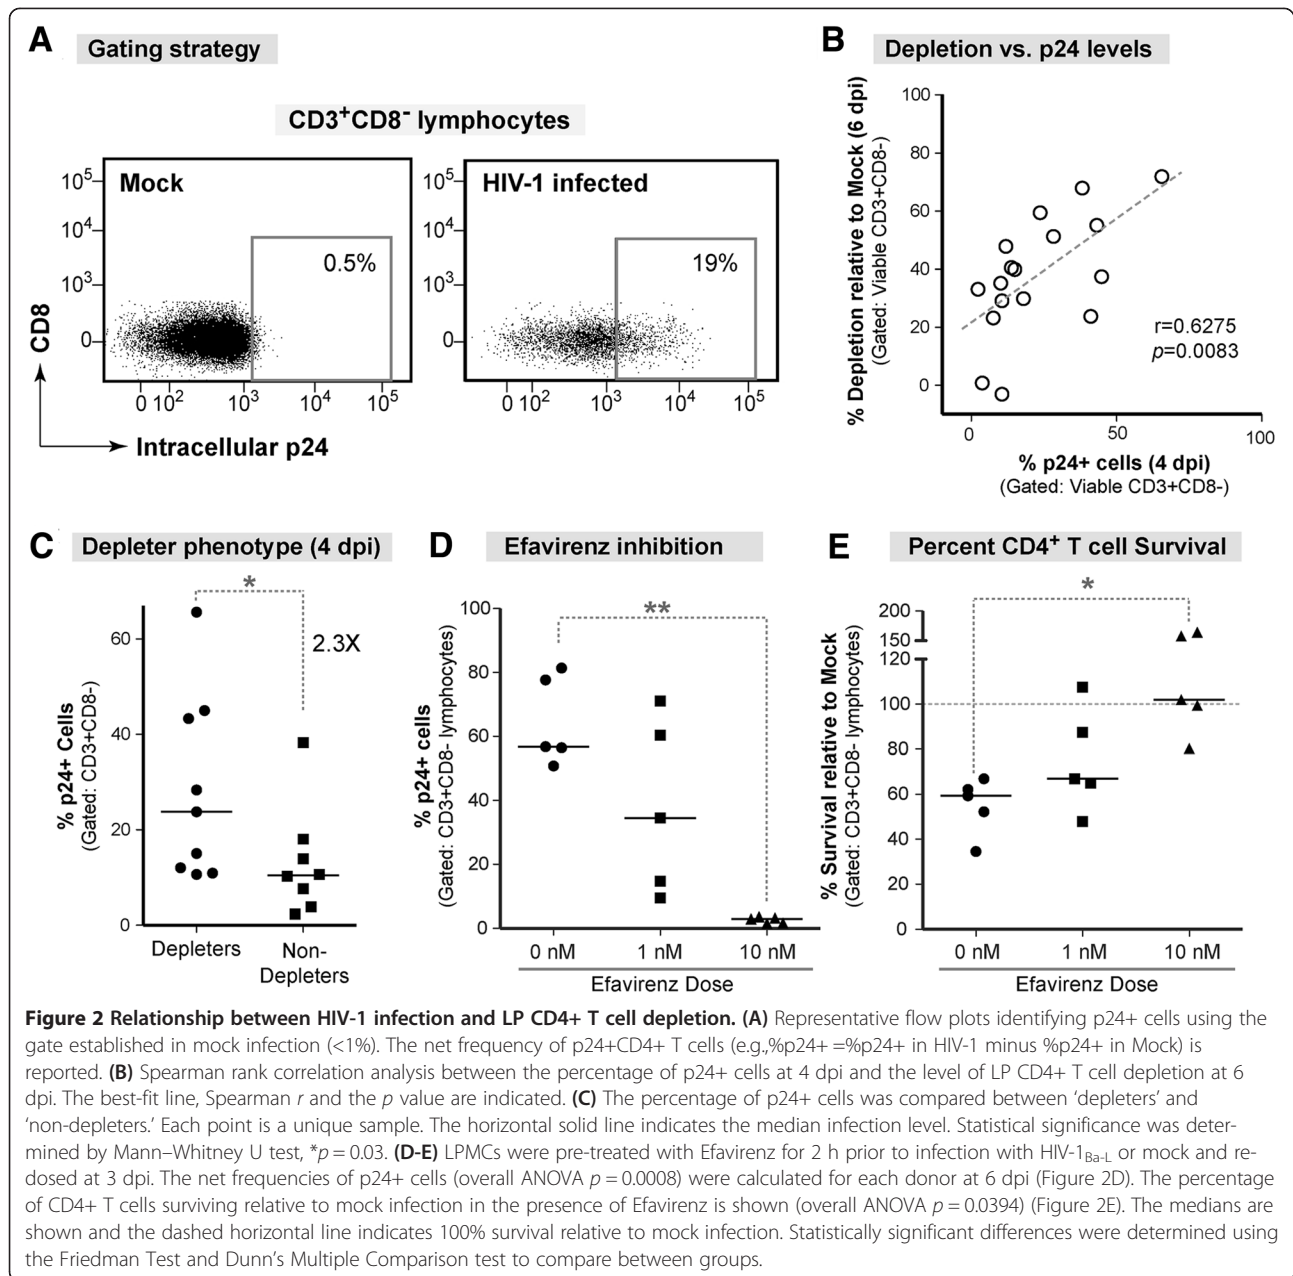 A Gating strategy
CD3+CD8- lymphocytes
Mock
0.5%
HIV-1 infected
19%
10^5
10^4
10^3
0
0 10^2 10^3 10^4 10^5
10^5
10^4
10^3
0
0 10^2 10^3 10^4 10^5
CD8
Intracellular p24
B Depletion vs. p24 levels
% Depletion relative to Mock (6 dpi)
(Gated: Viable CD3+CD8-)
100
80
60
40
20
0
r=0.6275
p=0.0083
0 50 100
% p24+ cells (4 dpi)
(Gated: Viable CD3+CD8-)
C Depleter phenotype (4 dpi)
% p24+ Cells
(Gated: CD3+CD8-)
60
40
20
0
*
2.3X
Depleters
Non-
Depleters
D Efavirenz inhibition
% p24+ cells
(Gated: CD3+CD8- lymphocytes)
100
80
60
40
20
0
**
0 nM 1 nM 10 nM
Efavirenz Dose
E Percent CD4+ T cell Survival
% Survival relative to Mock
(Gated: CD3+CD8- lymphocytes)
200
150
120
100
80
60
40
20
0
*
0 nM 1 nM 10 nM
Efavirenz Dose
Figure 2 Relationship between HIV-1 infection and LP CD4+ T cell depletion. (A) Representative flow plots identifying p24+ cells using the
gate established in mock infection (<1%). The net frequency of p24+CD4+ T cells (e.g.,%p24+ =%p24+ in HIV-1 minus %p24+ in Mock) is
reported. (B) Spearman rank correlation analysis between the percentage of p24+ cells at 4 dpi and the level of LP CD4+ T cell depletion at 6
dpi. The best-fit line, Spearman r and the p value are indicated. (C) The percentage of p24+ cells was compared between 'depleters' and
'non-depleters.' Each point is a unique sample. The horizontal solid line indicates the median infection level. Statistical significance was deter-
mined by Mann–Whitney U test, *p = 0.03. (D-E) LPMCs were pre-treated with Efavirenz for 2 h prior to infection with HIV-1Ba-L or mock and re-
dosed at 3 dpi. The net frequencies of p24+ cells (overall ANOVA p = 0.0008) were calculated for each donor at 6 dpi (Figure 2D). The percentage
of CD4+ T cells surviving relative to mock infection in the presence of Efavirenz is shown (overall ANOVA p = 0.0394) (Figure 2E). The medians are
shown and the dashed horizontal line indicates 100% survival relative to mock infection. Statistically significant differences were determined using
the Friedman Test and Dunn's Multiple Comparison test to compare between groups.